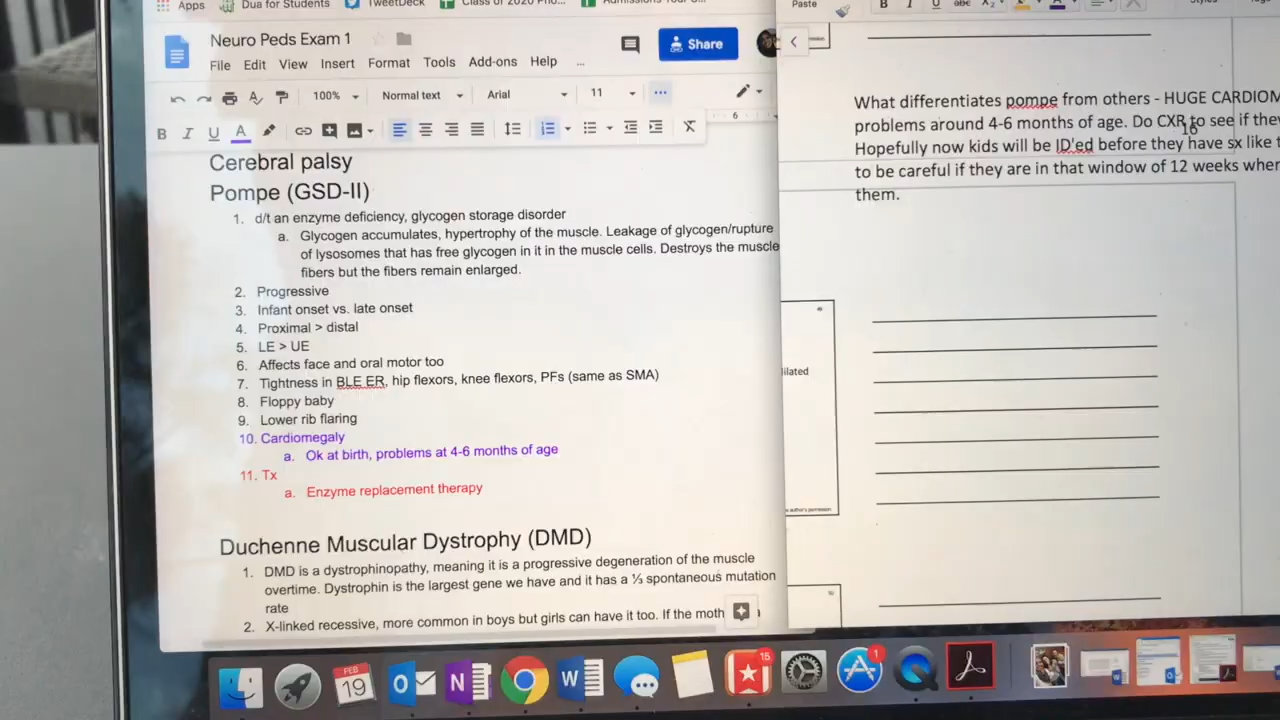 Apps
Dua for Students
TweetDeck
Class of 2020
Neuro Peds Exam 1
Share
File Edit View Insert Format Tools Add-ons Help ...
100% Normal text Arial 11
B I U A
6
Cerebral palsy
Pompe (GSD-II)
1. d/t an enzyme deficiency, glycogen storage disorder
a. Glycogen accumulates, hypertrophy of the muscle. Leakage of glycogen/rupture
of lysosomes that has free glycogen in it in the muscle cells. Destroys the muscle
fibers but the fibers remain enlarged.
2. Progressive
3. Infant onset vs. late onset
4. Proximal > distal
5. LE > UE
6. Affects face and oral motor too
7. Tightness in BLE ER, hip flexors, knee flexors, PFs (same as SMA)
8. Floppy baby
9. Lower rib flaring
10. Cardiomegaly
a. Ok at birth, problems at 4-6 months of age
11. Tx
a. Enzyme replacement therapy
Duchenne Muscular Dystrophy (DMD)
1. DMD is a dystrophinopathy, meaning it is a progressive degeneration of the muscle
overtime. Dystrophin is the largest gene we have and it has a ⅓ spontaneous mutation
rate
2. X-linked recessive, more common in boys but girls can have it too. If the moth
Paste
B I U abc X₂ A
What differentiates pompe from others - HUGE CARDIOM
problems around 4-6 months of age. Do CXR to see if they
16
Hopefully now kids will be ID'ed before they have sx like t
to be careful if they are in that window of 12 weeks wher
them.
ilated
author's permission
FEB
19
15
1